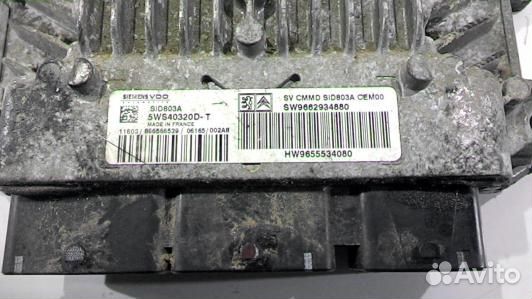 SIEMENS VDO
SID803A
5WS40320D-T
MADE IN FRANCE
SV CMMD SID803A CEM00
SW9662934880
HW9655534080
Avito